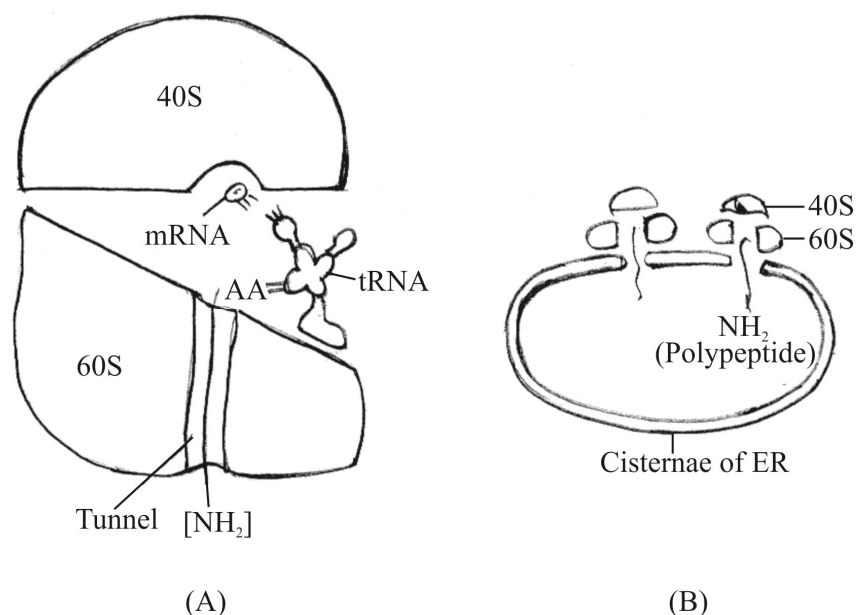 40S
mRNA
AA
tRNA
60S
Tunnel
[NH₂]
(A)
40S
60S
NH₂
(Polypeptide)
Cisternae of ER
(B)